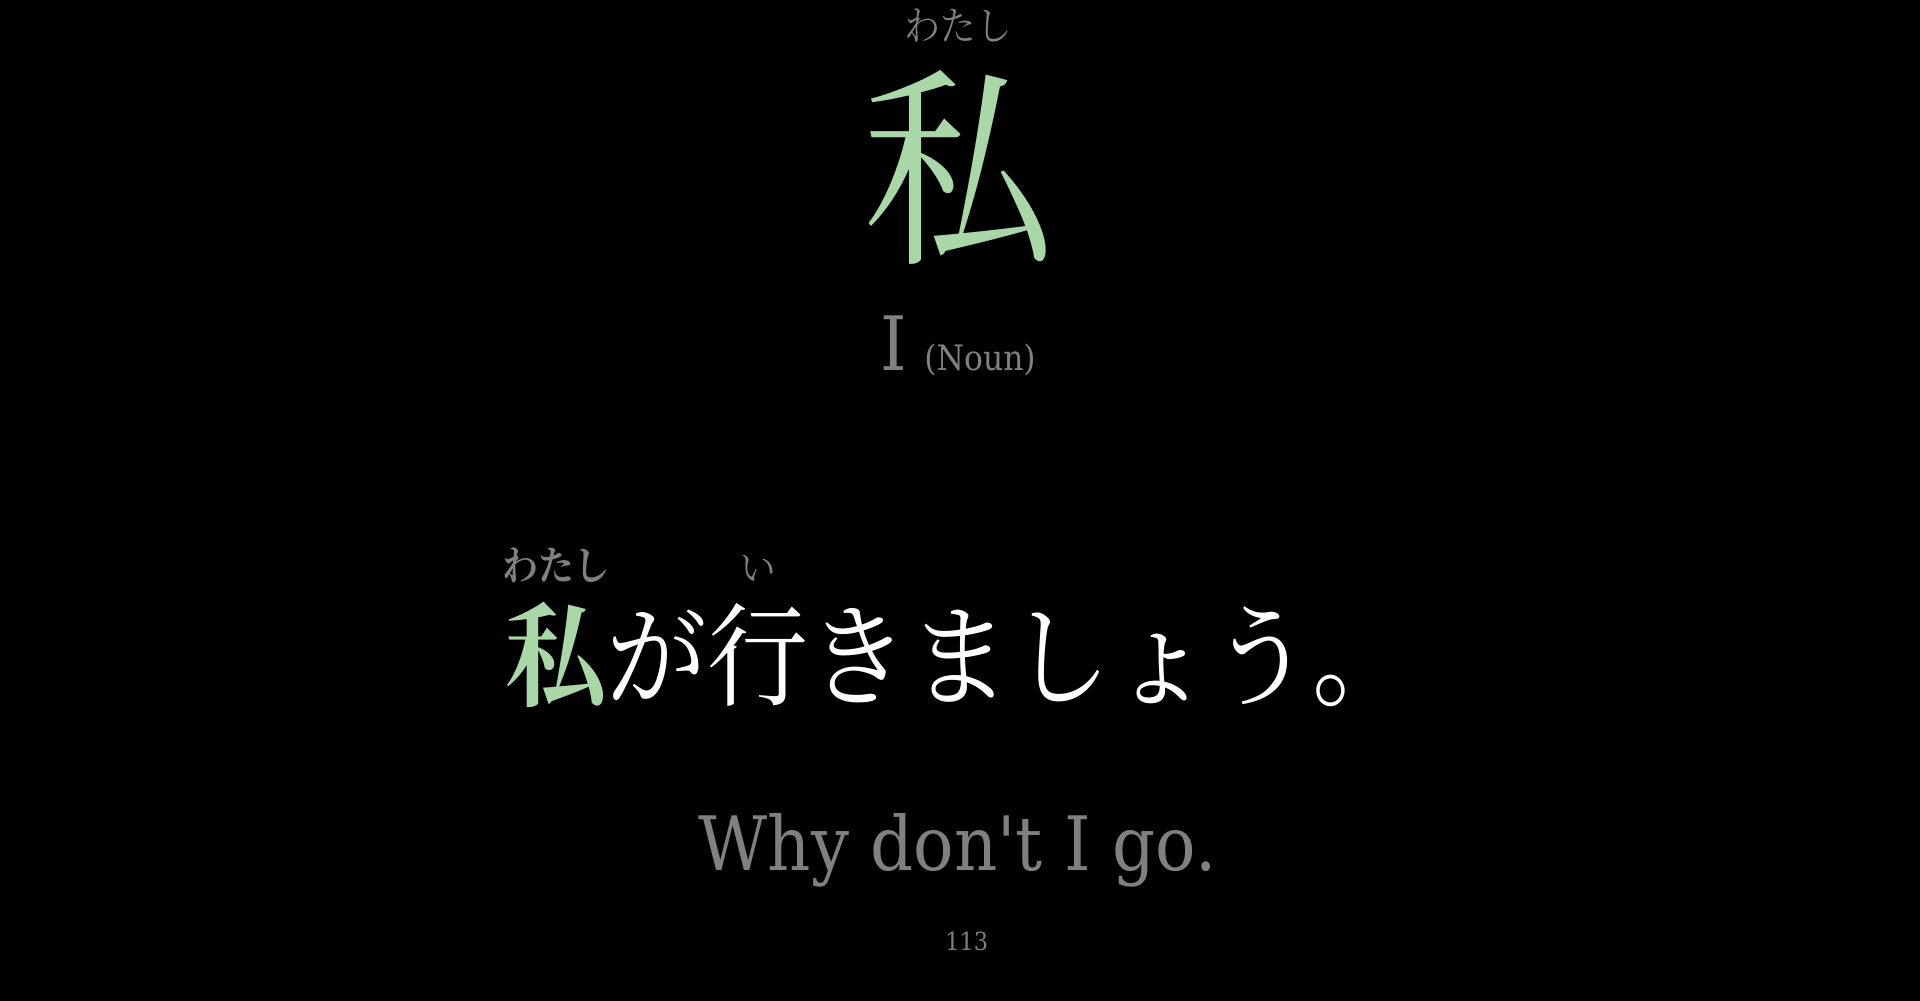 わたし
私
I (Noun)
わたし い
私が行きましょう。
Why don't I go.
113